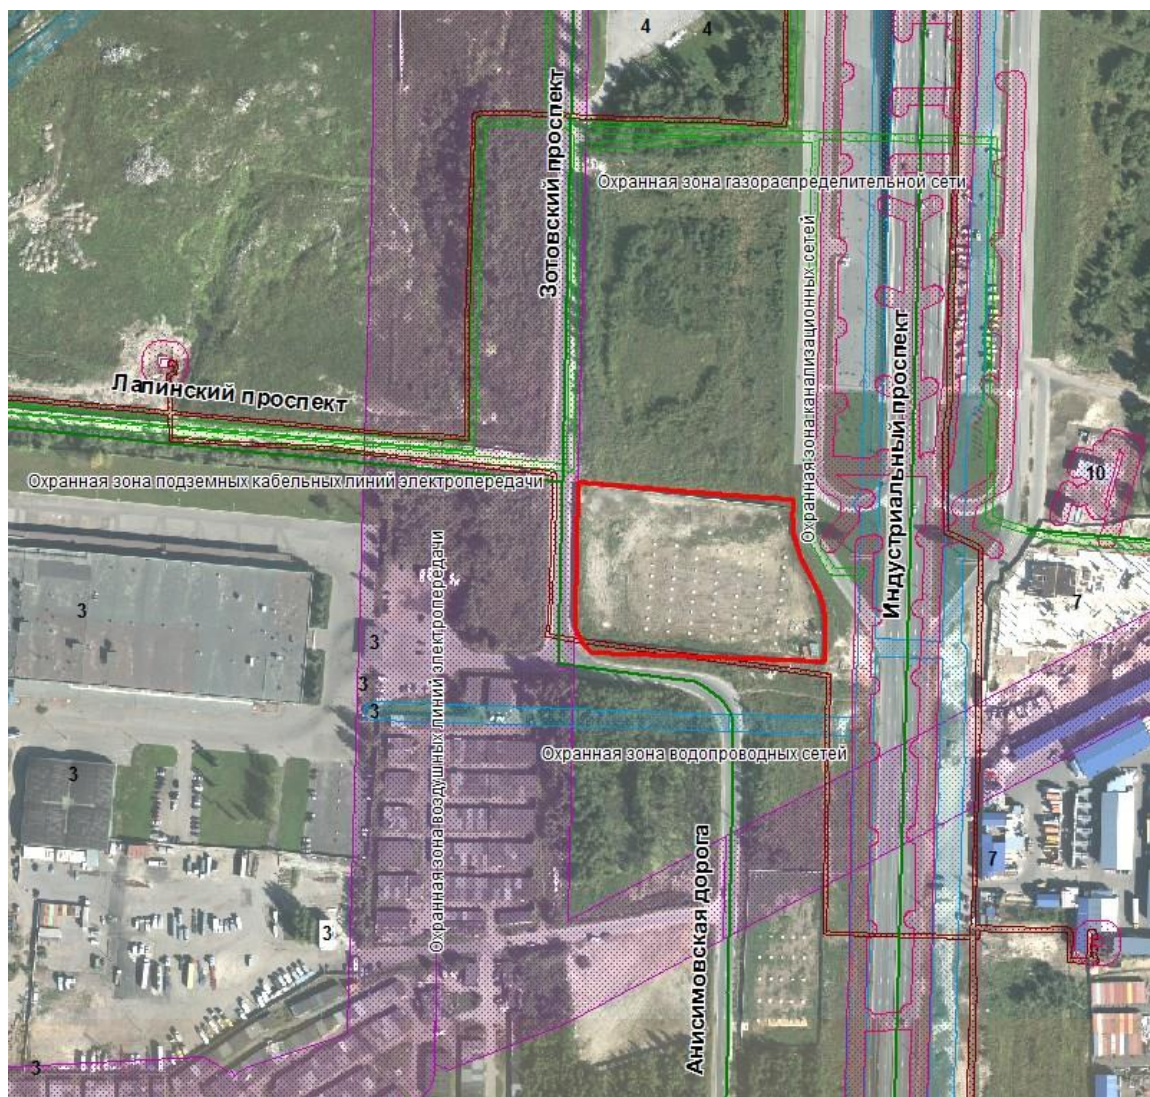 4
4
Зотовский проспект
Охранная зона газораспределительной сети
Охранная зона канализационных сетей
Индустриальный проспект
Лапинский проспект
Охранная зона подземных кабельных линий электропередачи
10
7
3
3
3
3
Охранная зона воздушных линий электропередачи
Охранная зона водопроводных сетей
3
Анисимовская дорога
7
3
3